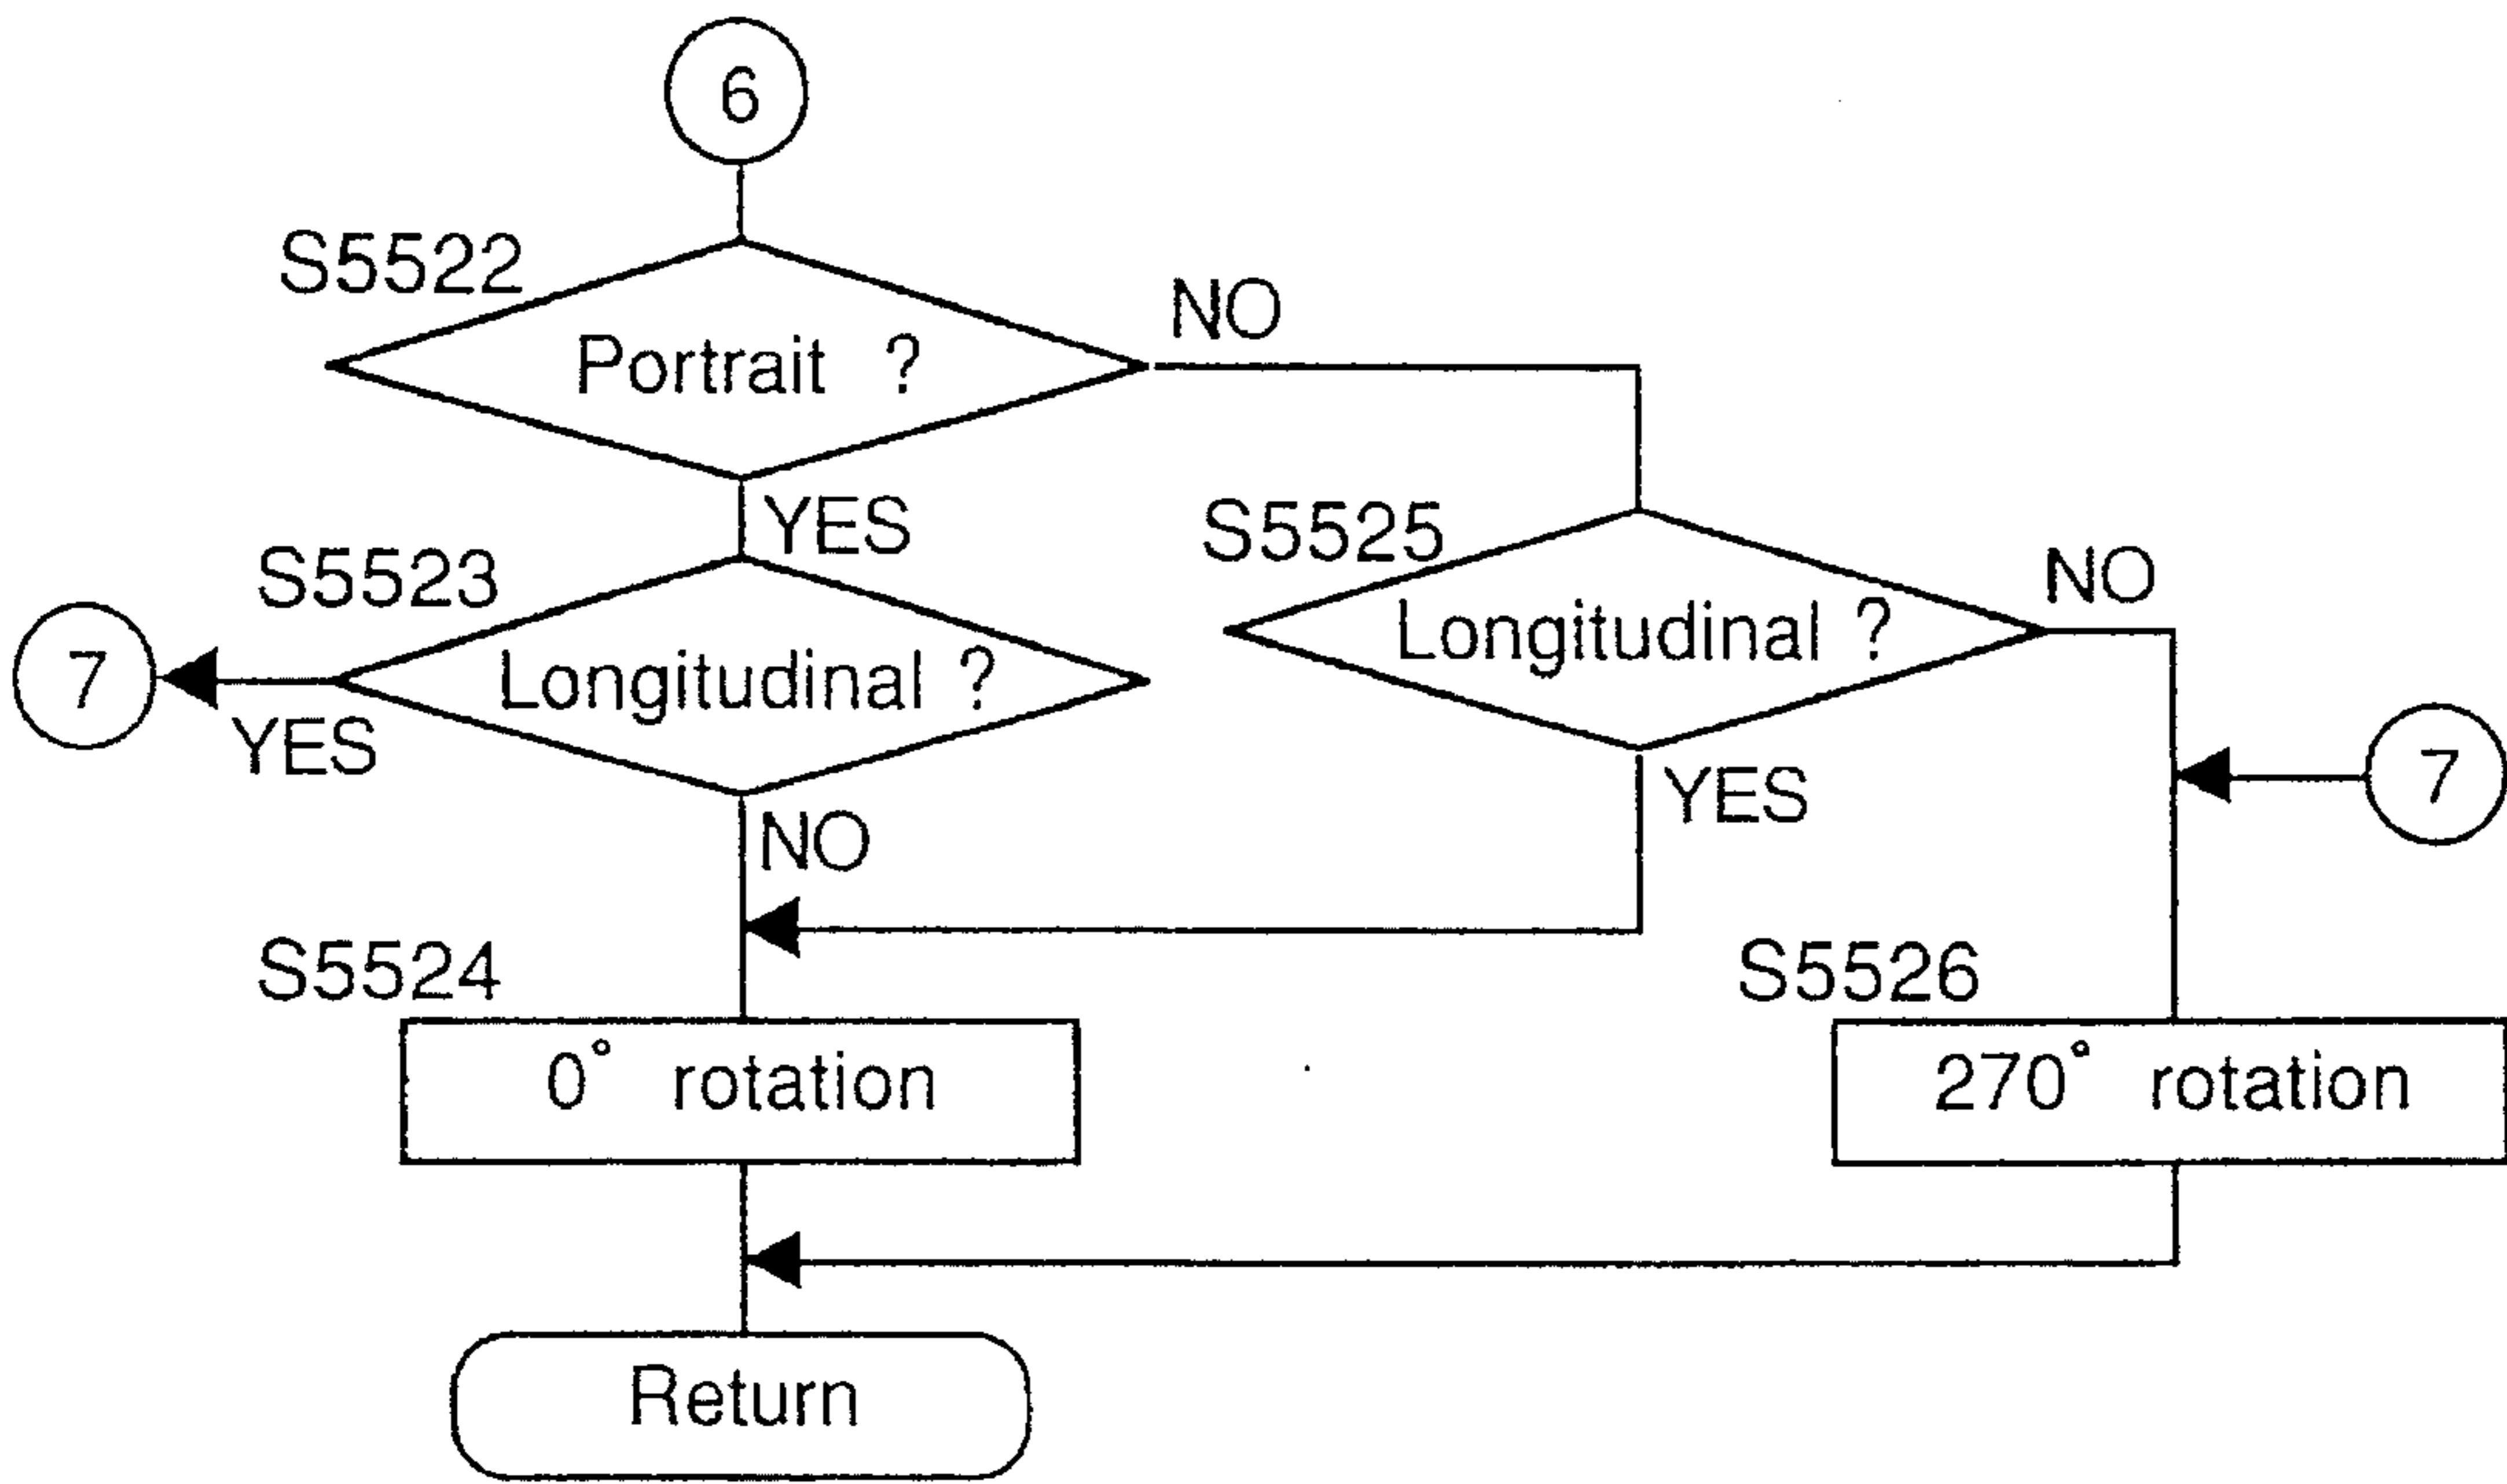 6
S5522
Portrait ?
NO
YES
S5523
Longitudinal ?
7
YES
NO
S5525
Longitudinal ?
NO
YES
7
S5524
0° rotation
S5526
270° rotation
Return